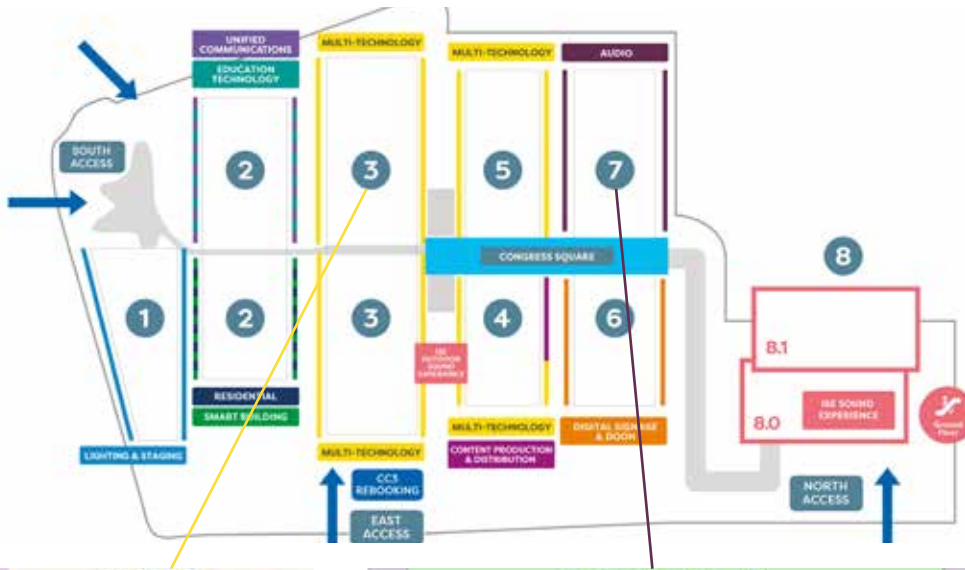 UNIFIED
COMMUNICATIONS
EDUCATION
TECHNOLOGY
MULTI-TECHNOLOGY
MULTI-TECHNOLOGY
AUDIO
SOUTH
ACCESS
2
3
5
7
CONGRESS SQUARE
8
1
2
3
4
6
8.1
ISE
OUTDOOR
SOUND
EXPERIENCE
RESIDENTIAL
SMART BUILDING
8.0
ISE SOUND
EXPERIENCE
Ground
Floor
LIGHTING & STAGING
MULTI-TECHNOLOGY
MULTI-TECHNOLOGY
CONTENT PRODUCTION
& DISTRIBUTION
DIGITAL SIGNAGE
& DOOH
CC3
REBOOKING
EAST
ACCESS
NORTH
ACCESS